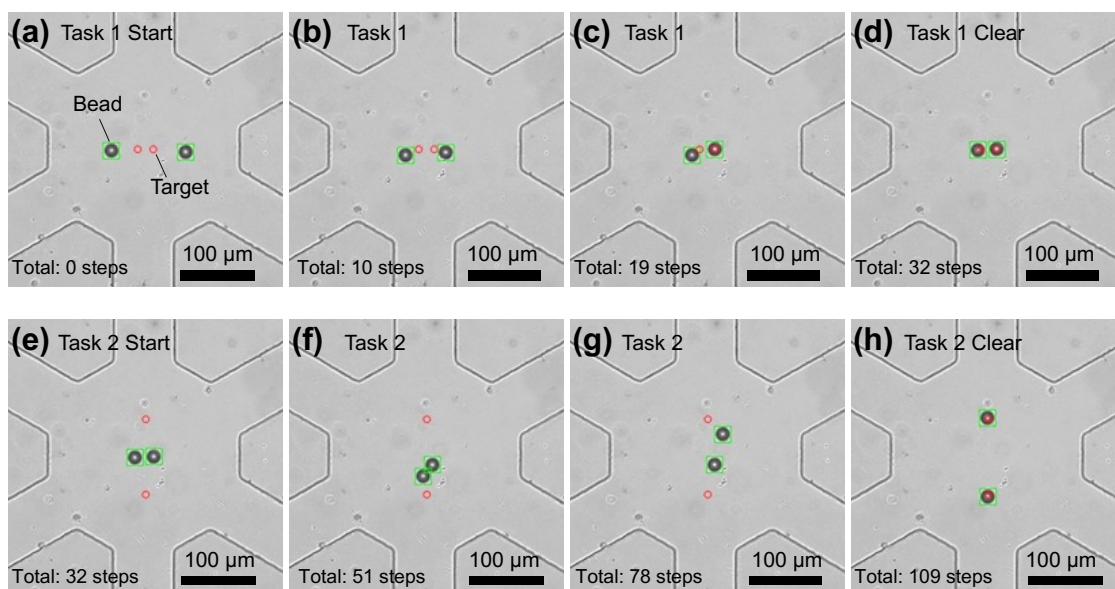 (a) Task 1 Start
Bead
Target
100 µm
Total: 0 steps
(b) Task 1
100 µm
Total: 10 steps
(c) Task 1
100 µm
Total: 19 steps
(d) Task 1 Clear
100 µm
Total: 32 steps
(e) Task 2 Start
100 µm
Total: 32 steps
(f) Task 2
100 µm
Total: 51 steps
(g) Task 2
100 µm
Total: 78 steps
(h) Task 2 Clear
100 µm
Total: 109 steps